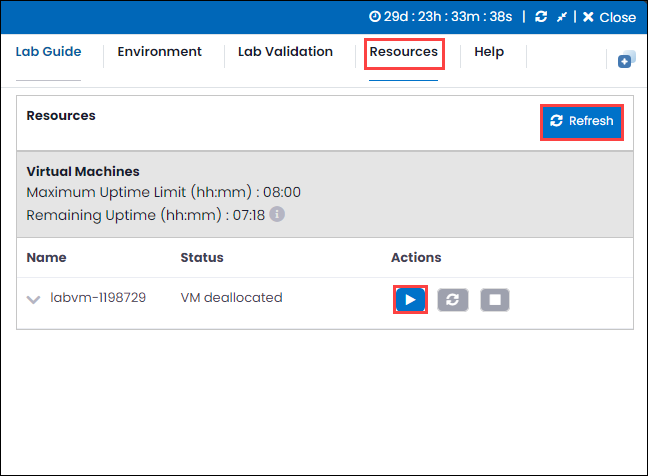 29d : 23h : 33m : 38s | | Close
Lab Guide Environment Lab Validation Resources Help
Resources Refresh
Virtual Machines
Maximum Uptime Limit (hh:mm) : 08:00
Remaining Uptime (hh:mm) : 07:18
Name Status Actions
labvm-1198729 VM deallocated